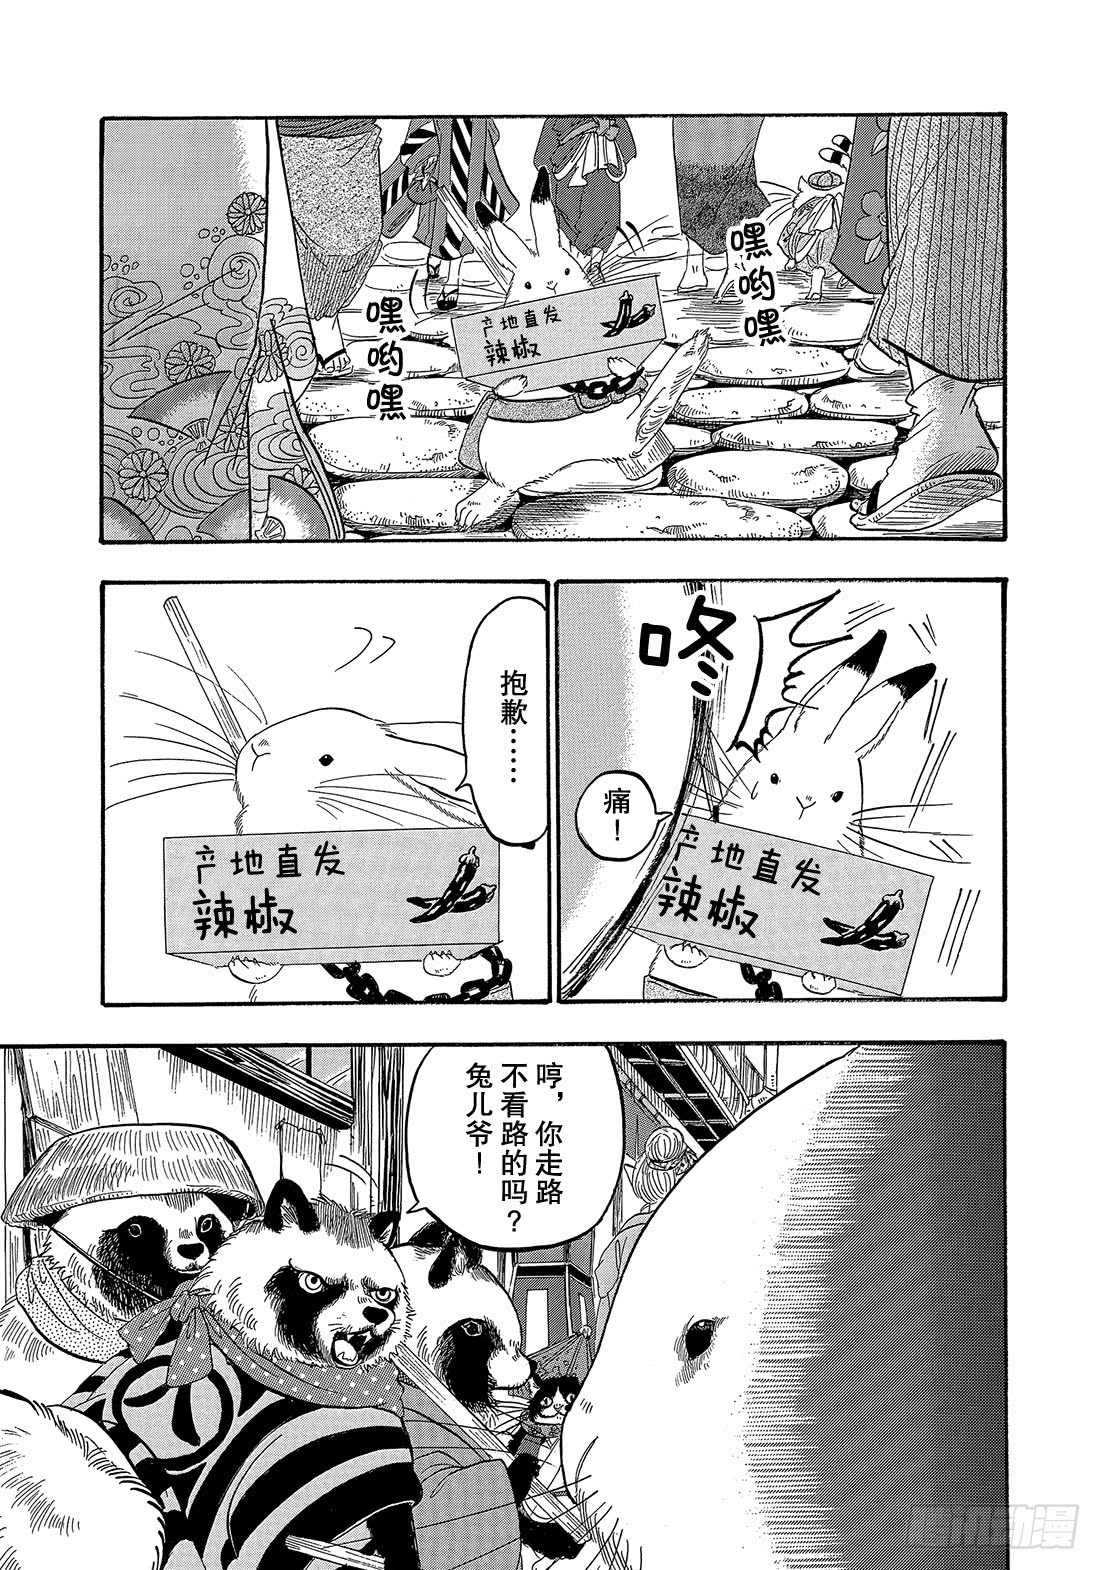 嘿哟嘿
产地直发
辣椒
嘿哟嘿
咚
痛！
产地直发
辣椒
抱歉……
产地直发
辣椒
哼，你走路
不看路的吗？
兔儿爷！